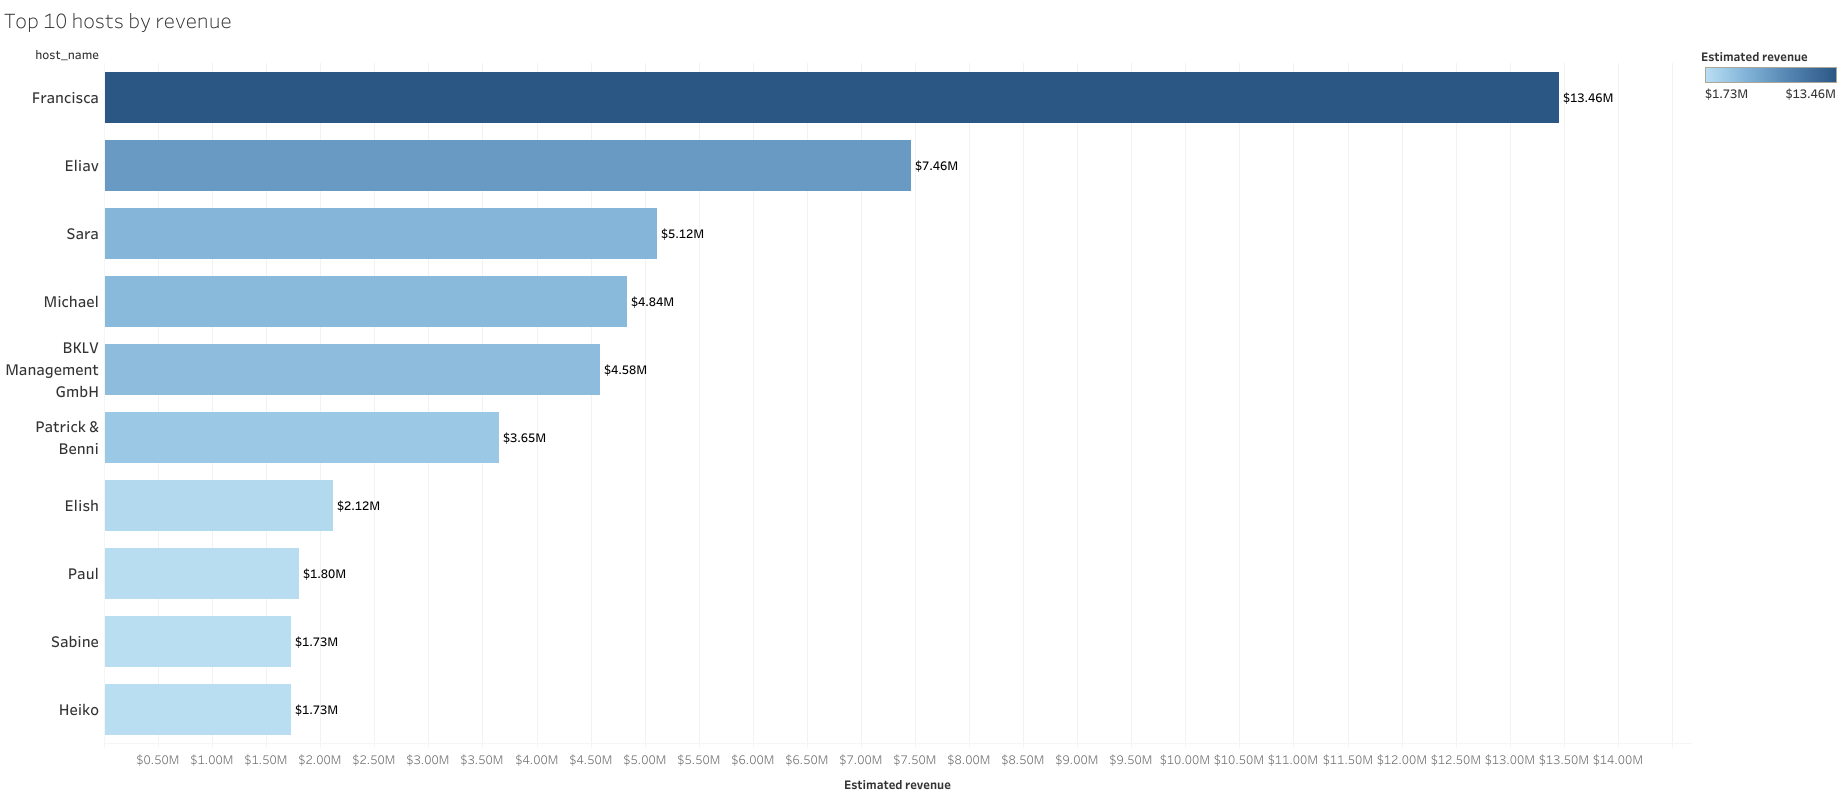 Top 10 hosts by revenue
host_name
Francisca
$13.46M
Eliav
$7.46M
Sara
$5.12M
Michael
$4.84M
BKLV
Management
GmbH
$4.58M
Patrick &
Benni
$3.65M
Elish
$2.12M
Paul
$1.80M
Sabine
$1.73M
Heiko
$1.73M
$0.50M $1.00M $1.50M $2.00M $2.50M $3.00M $3.50M $4.00M $4.50M $5.00M $5.50M $6.00M $6.50M $7.00M $7.50M $8.00M $8.50M $9.00M $9.50M $10.00M $10.50M $11.00M $11.50M $12.00M $12.50M $13.00M $13.50M $14.00M
Estimated revenue
Estimated revenue
$1.73M $13.46M